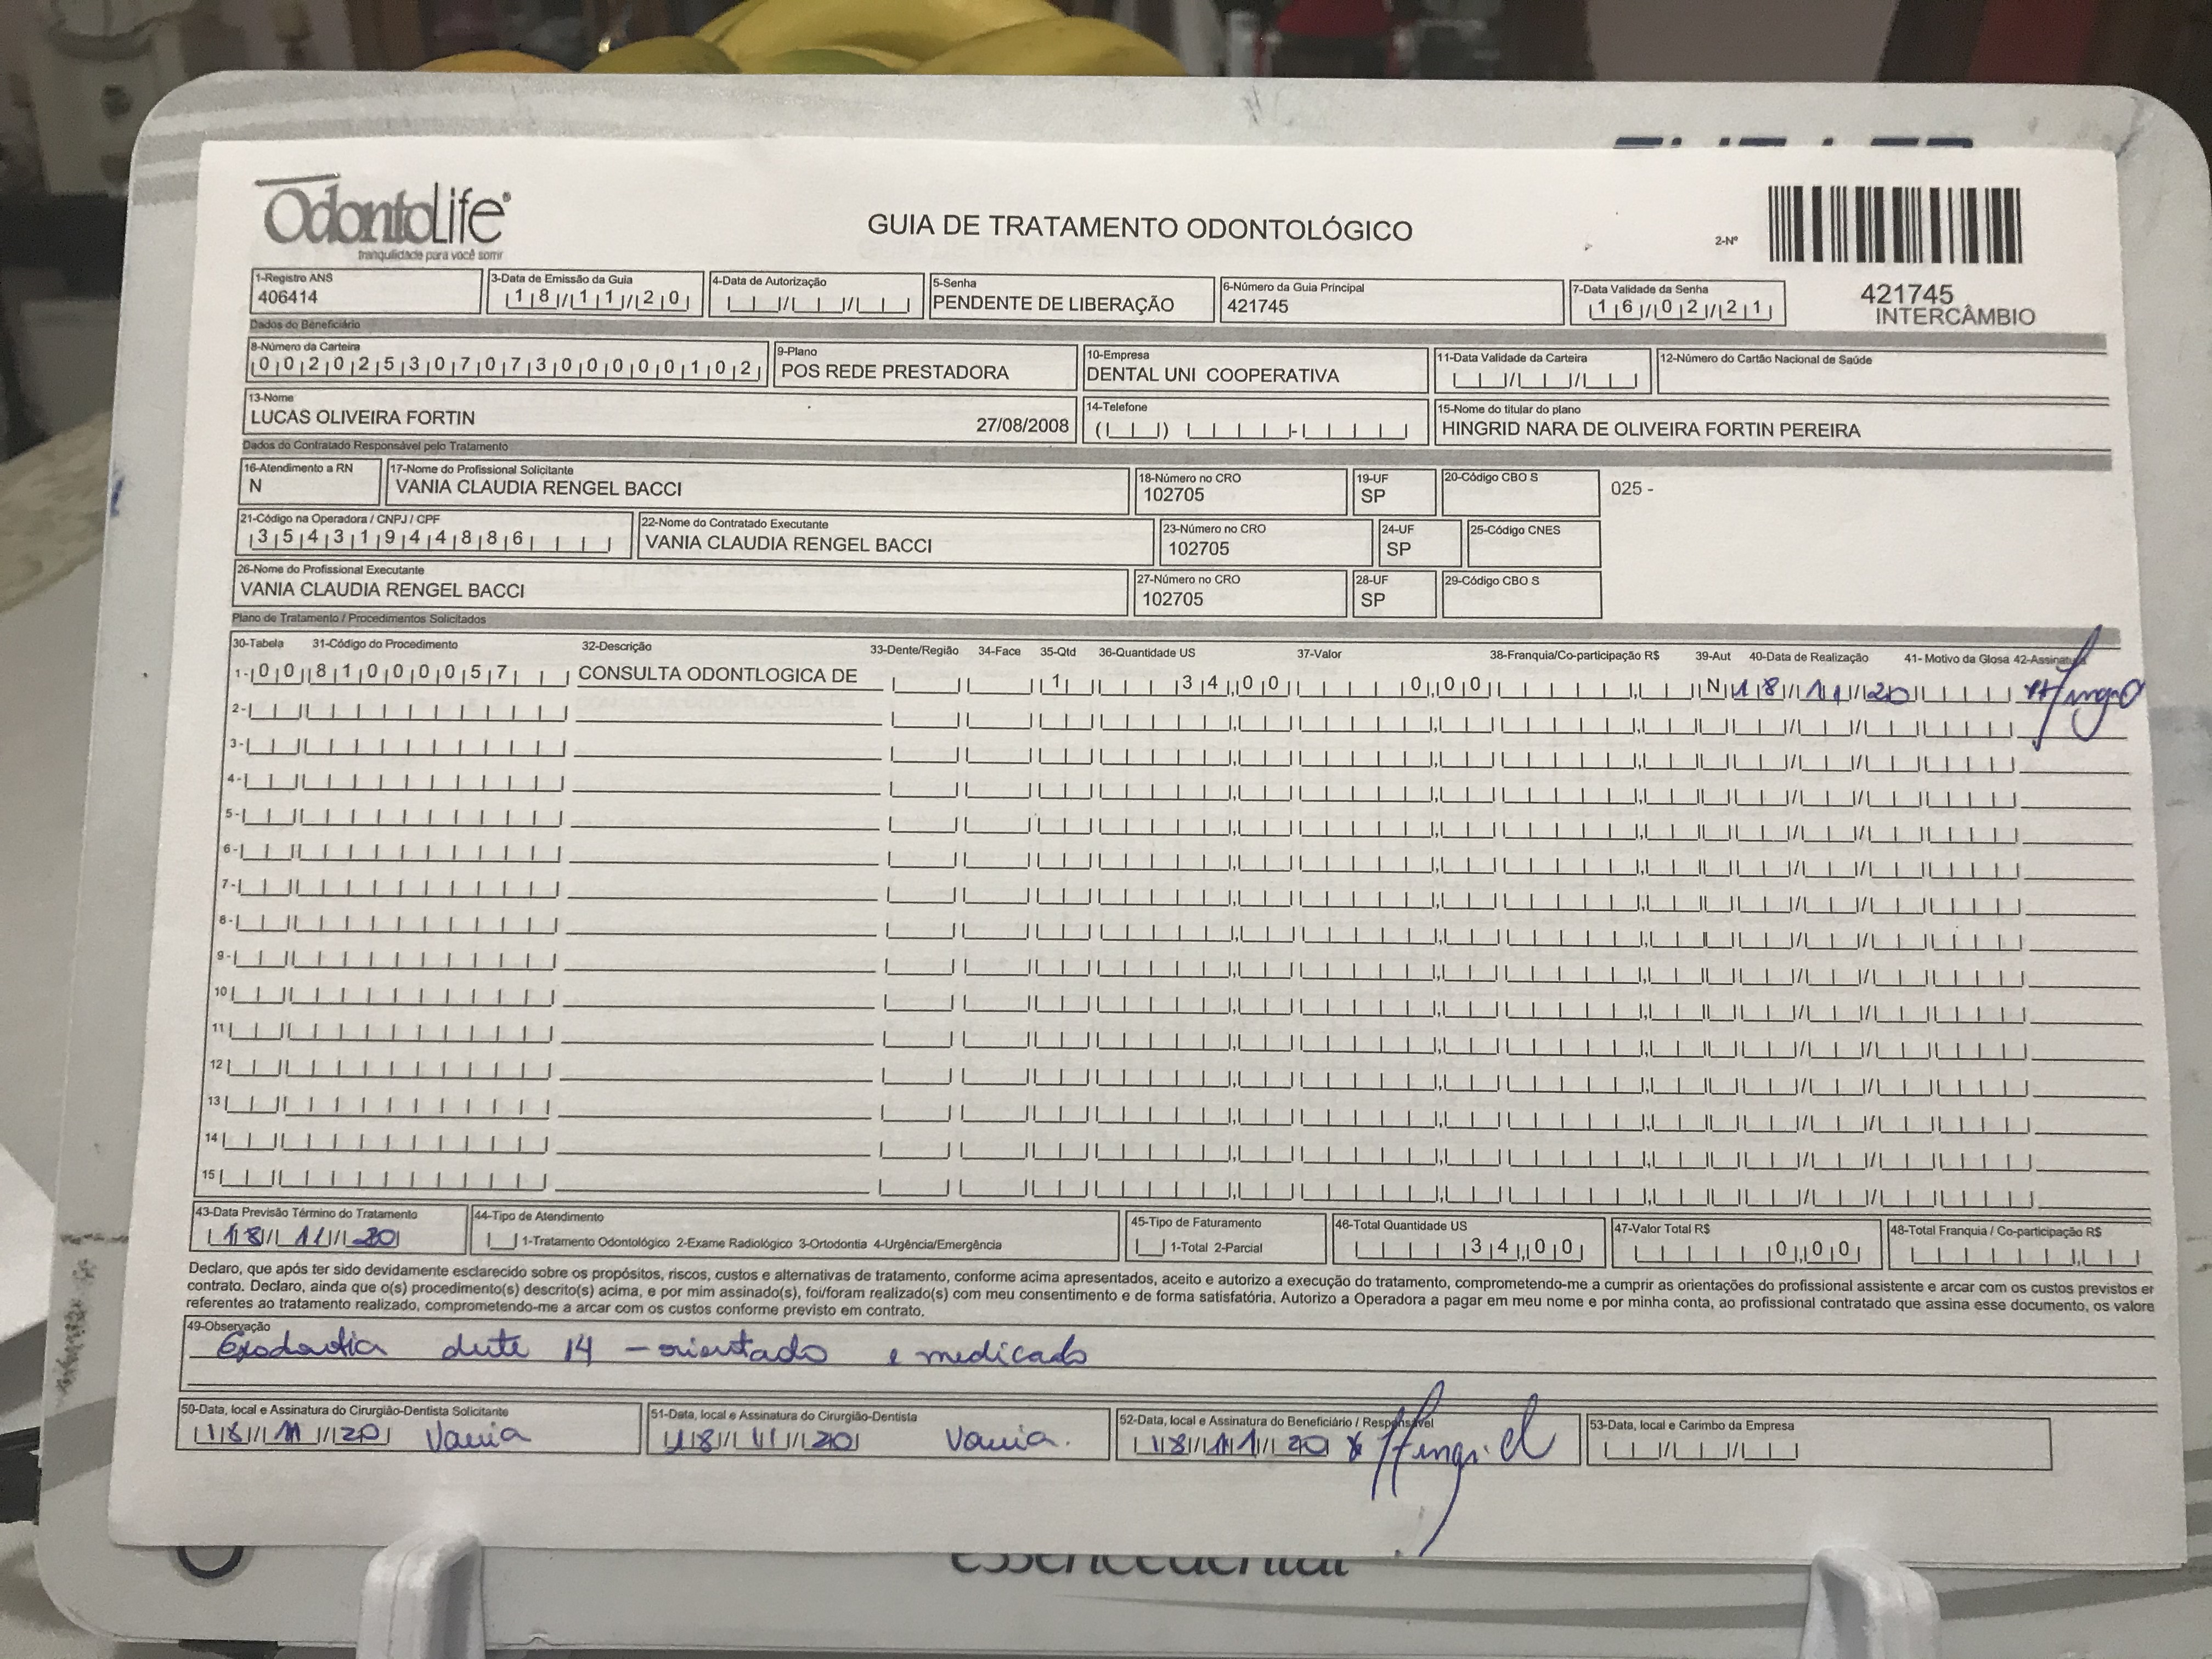 OdontoLife®
tranquilidade para você sorrir
GUIA DE TRATAMENTO ODONTOLÓGICO
2-Nº
421745
INTERCÂMBIO
1-Registro ANS
406414
3-Data de Emissão da Guia
18/11/20
4-Data de Autorização
5-Senha
PENDENTE DE LIBERAÇÃO
6-Número da Guia Principal
421745
7-Data Validade da Senha
16/02/21
Dados do Beneficiário
8-Número da Carteira
00202530707300000102
9-Plano
POS REDE PRESTADORA
10-Empresa
DENTAL UNI COOPERATIVA
11-Data Validade da Carteira
12-Número do Cartão Nacional de Saúde
13-Nome
LUCAS OLIVEIRA FORTIN 27/08/2008
14-Telefone
15-Nome do titular do plano
HINGRID NARA DE OLIVEIRA FORTIN PEREIRA
Dados do Contratado Responsável pelo Tratamento
16-Atendimento a RN
N
17-Nome do Profissional Solicitante
VANIA CLAUDIA RENGEL BACCI
18-Número no CRO
102705
19-UF
SP
20-Código CBO S
025 -
21-Código na Operadora / CNPJ / CPF
35431944886
22-Nome do Contratado Executante
VANIA CLAUDIA RENGEL BACCI
23-Número no CRO
102705
24-UF
SP
25-Código CNES
26-Nome do Profissional Executante
VANIA CLAUDIA RENGEL BACCI
27-Número no CRO
102705
28-UF
SP
29-Código CBO S
Plano de Tratamento / Procedimentos Solicitados
30-Tabela 31-Código do Procedimento 32-Descrição 33-Dente/Região 34-Face 35-Qtd 36-Quantidade US 37-Valor 38-Franquia/Co-participação R$ 39-Aut 40-Data de Realização 41- Motivo da Glosa 42-Assinatura
1- 00 81000057 CONSULTA ODONTLOGICA DE 1 34,00 0,00 N 18/11/20
2-
3-
4-
5-
6-
7-
8-
9-
10
11
12
13
14
15
43-Data Previsão Término do Tratamento
18/11/20
44-Tipo de Atendimento
1-Tratamento Odontológico 2-Exame Radiológico 3-Ortodontia 4-Urgência/Emergência
45-Tipo de Faturamento
1-Total 2-Parcial
46-Total Quantidade US
34,00
47-Valor Total R$
0,00
48-Total Franquia / Co-participação R$
Declaro, que após ter sido devidamente esclarecido sobre os propósitos, riscos, custos e alternativas de tratamento, conforme acima apresentados, aceito e autorizo a execução do tratamento, comprometendo-me a cumprir as orientações do profissional assistente e arcar com os custos previstos er
contrato. Declaro, ainda que o(s) procedimento(s) descrito(s) acima, e por mim assinado(s), foi/foram realizado(s) com meu consentimento e de forma satisfatória. Autorizo a Operadora a pagar em meu nome e por minha conta, ao profissional contratado que assina esse documento, os valore
referentes ao tratamento realizado, comprometendo-me a arcar com os custos conforme previsto em contrato.
49-Observação
Exodontia dente 14 - orientado e medicado
50-Data, local e Assinatura do Cirurgião-Dentista Solicitante
18/11/20 Vania
51-Data, local e Assinatura do Cirurgião-Dentista
18/11/20 Vania.
52-Data, local e Assinatura do Beneficiário / Responsável
18/11/20 x Hingrid
53-Data, local e Carimbo da Empresa
essencedental